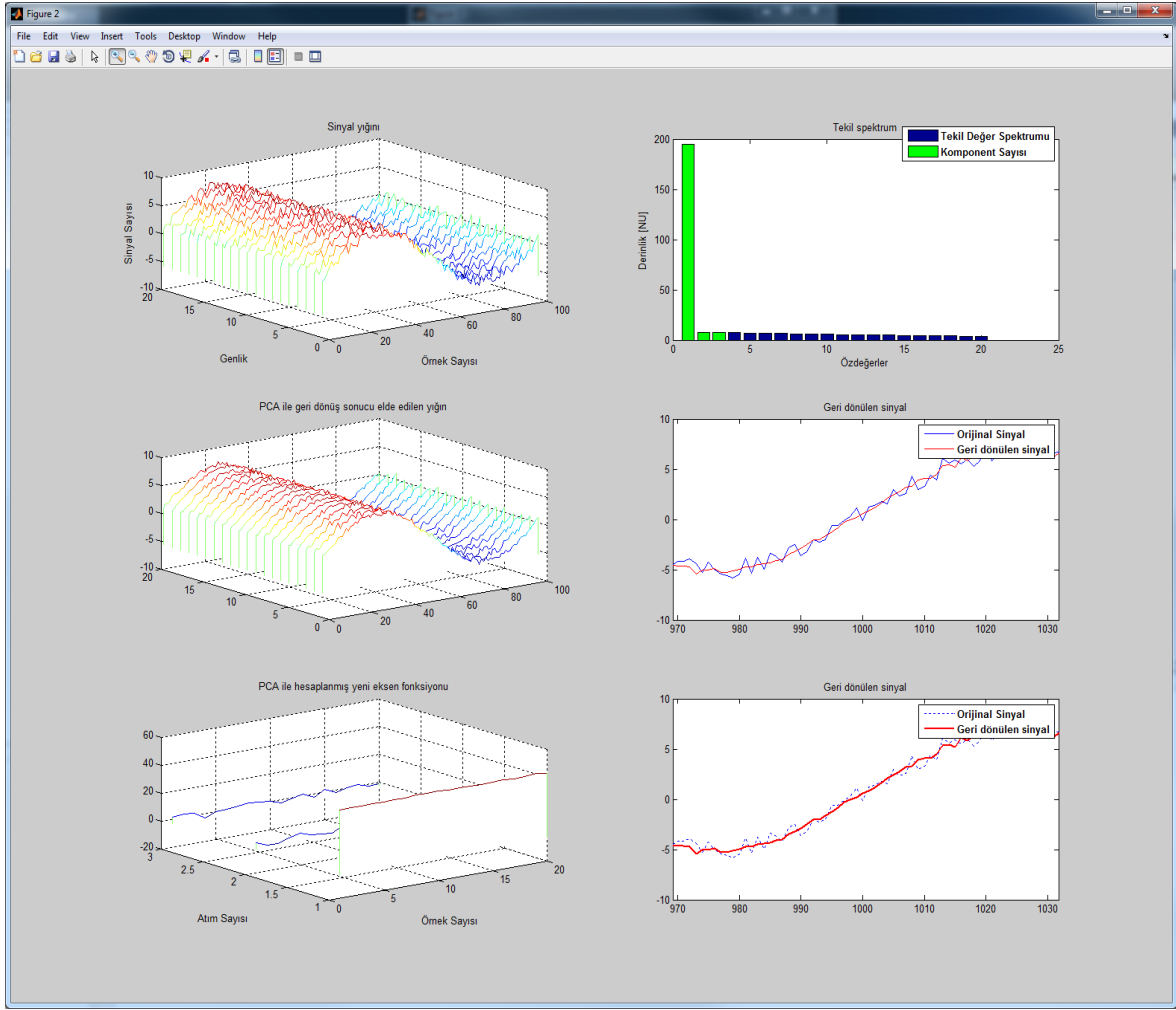 Figure 2
File Edit View Insert Tools Desktop Window Help
Sinyal yığını
10
5
0
-5
-10
Sinyal Sayısı
20
15
10
5
0
Genlik
0
20
40
60
80
100
Örnek Sayısı
Tekil spektrum
Tekil Değer Spektrumu
Komponent Sayısı
200
150
100
50
0
Derinlik [NU]
0 5 10 15 20 25
Özdeğerler
PCA ile geri dönüş sonucu elde edilen yığın
10
5
0
-5
-10
20
15
10
5
0
0
20
40
60
80
100
Geri dönülen sinyal
Orijinal Sinyal
Geri dönülen sinyal
10
5
0
-5
-10
970 980 990 1000 1010 1020 1030
PCA ile hesaplanmış yeni eksen fonksiyonu
60
40
20
0
-20
3
2.5
2
1.5
1
Atım Sayısı
0
5
10
15
20
Örnek Sayısı
Geri dönülen sinyal
Orijinal Sinyal
Geri dönülen sinyal
10
5
0
-5
-10
970 980 990 1000 1010 1020 1030